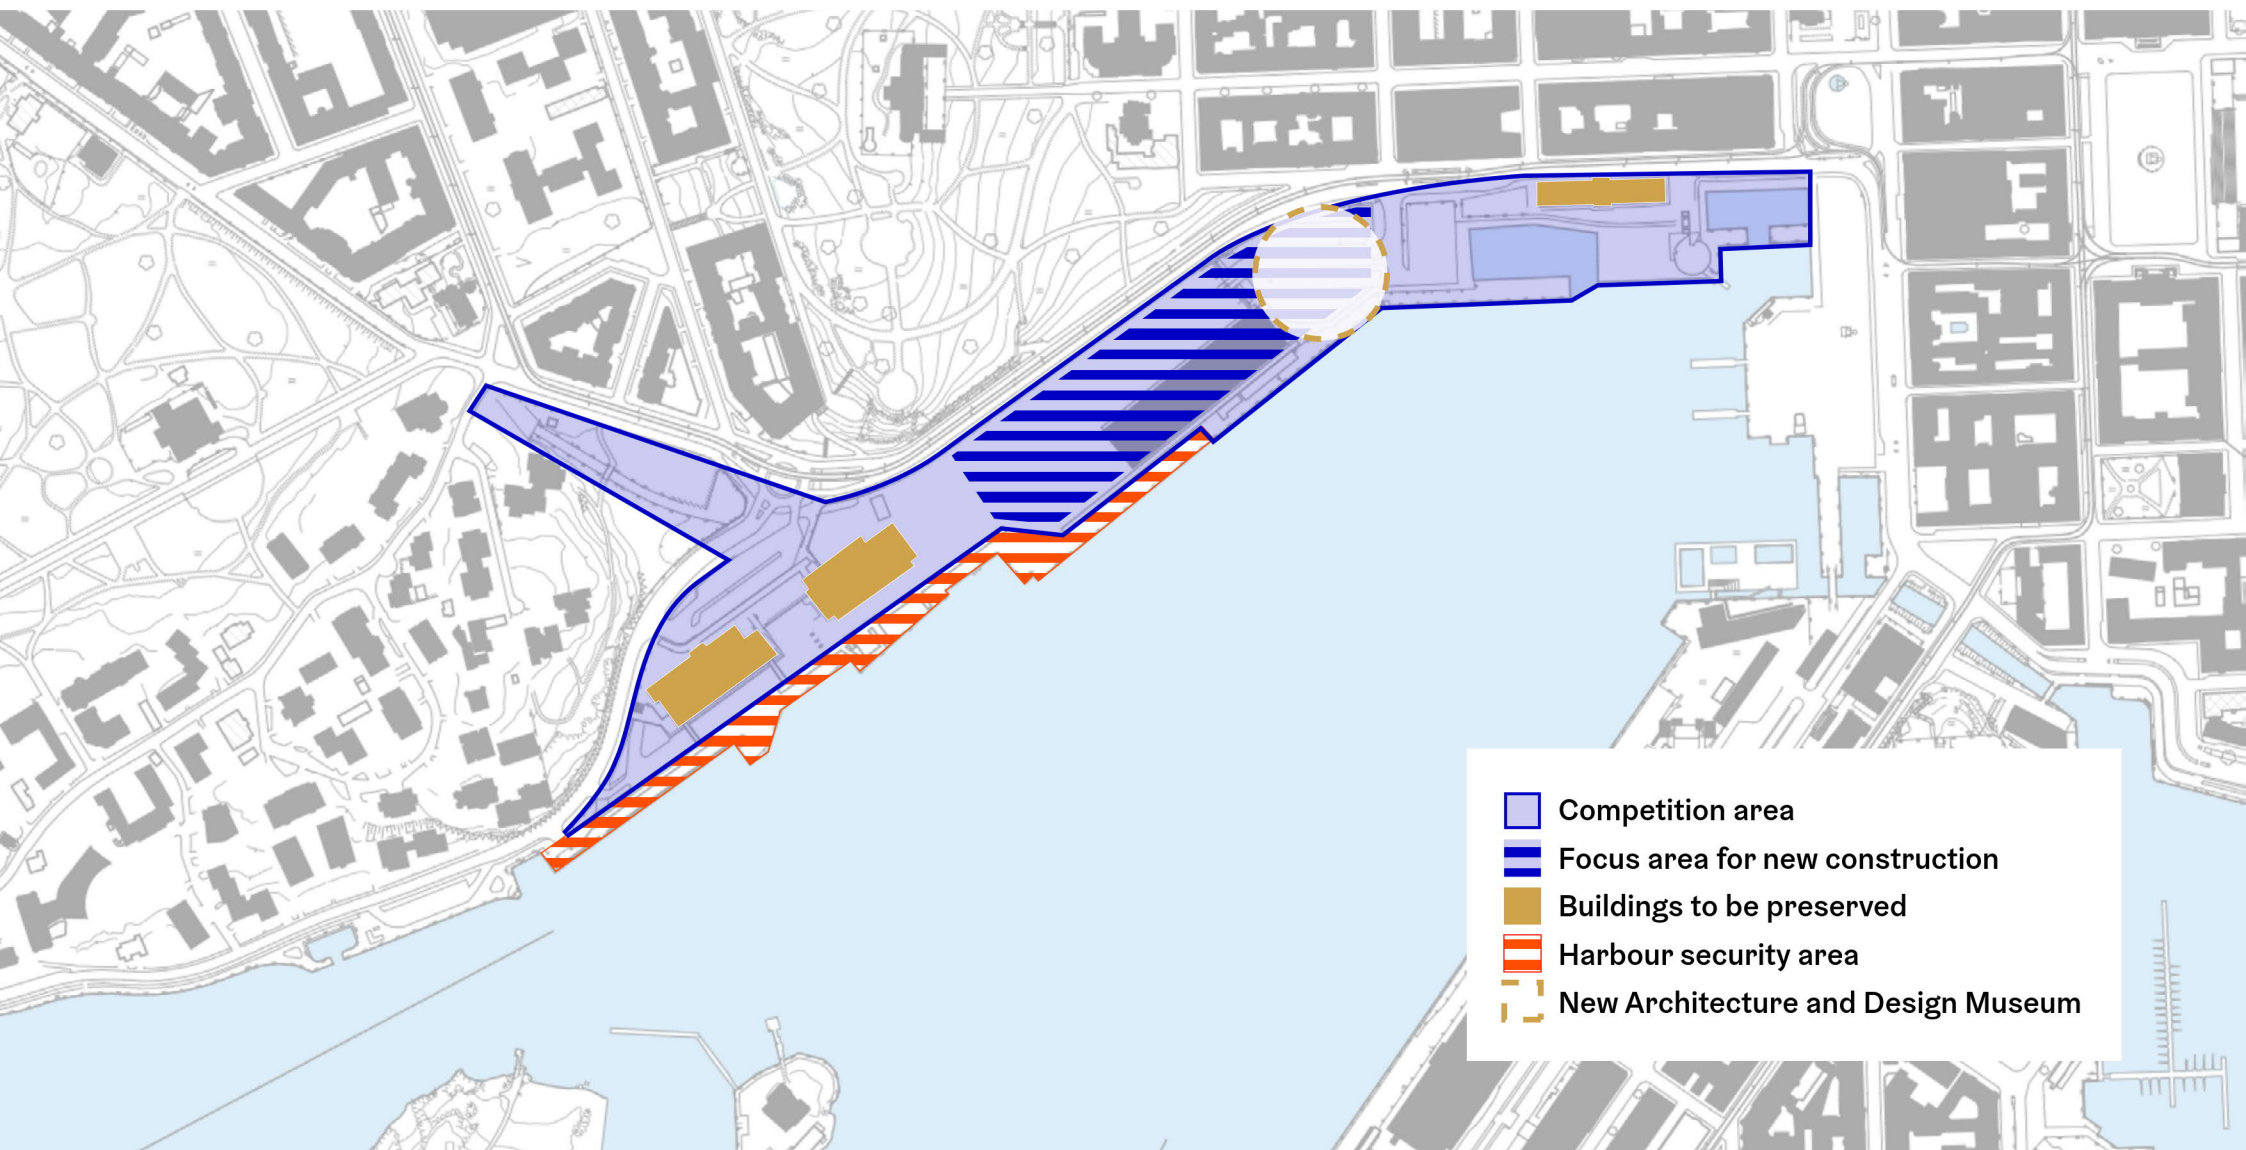 Competition area
Focus area for new construction
Buildings to be preserved
Harbour security area
New Architecture and Design Museum